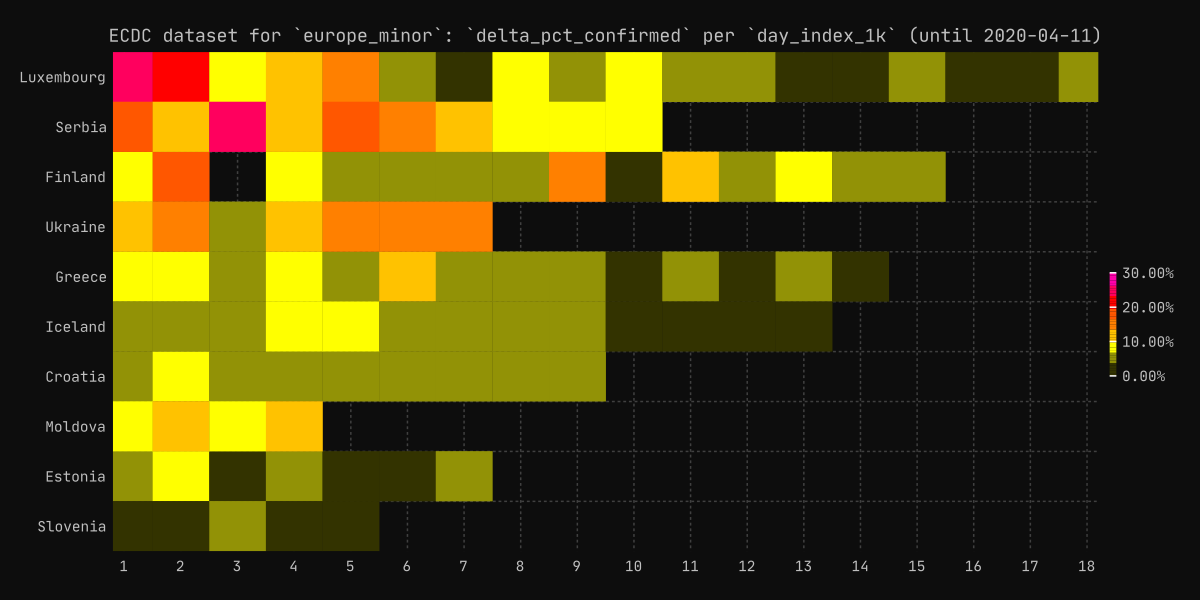 ECDC dataset for `europe_minor`: `delta_pct_confirmed` per `day_index_1k` (until 2020-04-11)
Luxembourg
Serbia
Finland
Ukraine
Greece
Iceland
Croatia
Moldova
Estonia
Slovenia
30.00%
20.00%
10.00%
0.00%
1 2 3 4 5 6 7 8 9 10 11 12 13 14 15 16 17 18